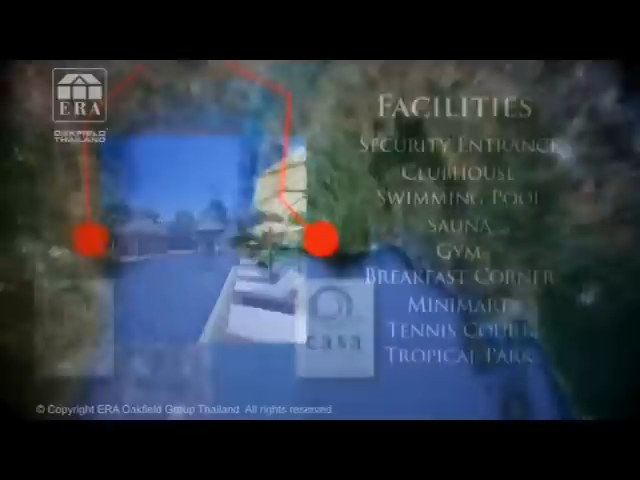 ERA
OAKFIELD
THAILAND
FACILITIES
SECURITY ENTRANCE
CLUBHOUSE
SWIMMING POOL
SAUNA
GYM
BREAKFAST CORNER
MINIMART
casa
TENNIS COURT
TROPICAL PARK
© Copyright ERA Oakfield Group Thailand. All rights reserved.